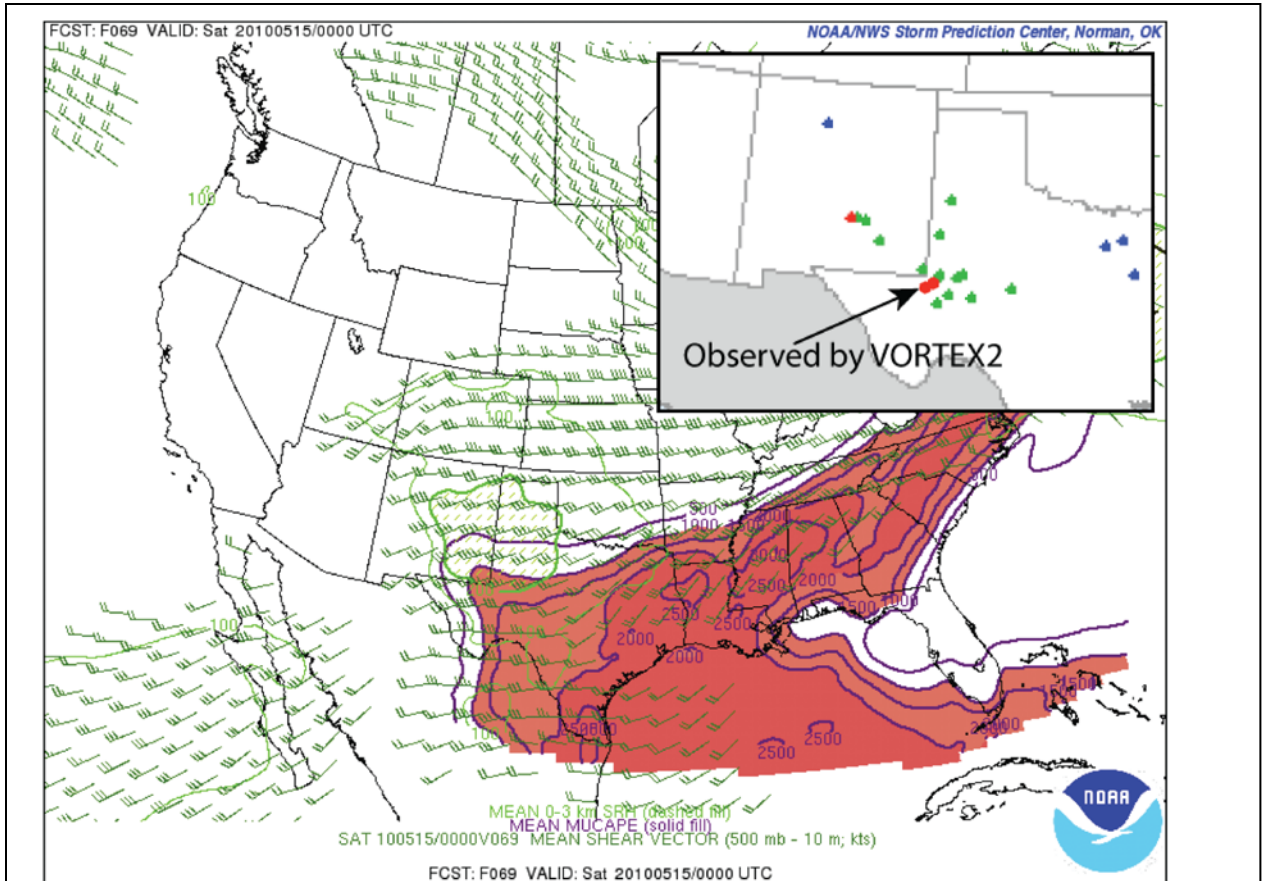 FCST: F069 VALID: Sat 20100515/0000 UTC
NOAA/NWS Storm Prediction Center, Norman, OK
Observed by VORTEX2
100
100
100
500
500
1000
2000
2500
2000
2500
2500
1500
1000
2000
2000
100
100
1500
2500
2500
MEAN 0-3 km SRH (dashed fill)
MEAN MUCAPE (solid fill)
SAT 100515/0000V069 MEAN SHEAR VECTOR (500 mb - 10 m; kts)
FCST: F069 VALID: Sat 20100515/0000 UTC
NOAA